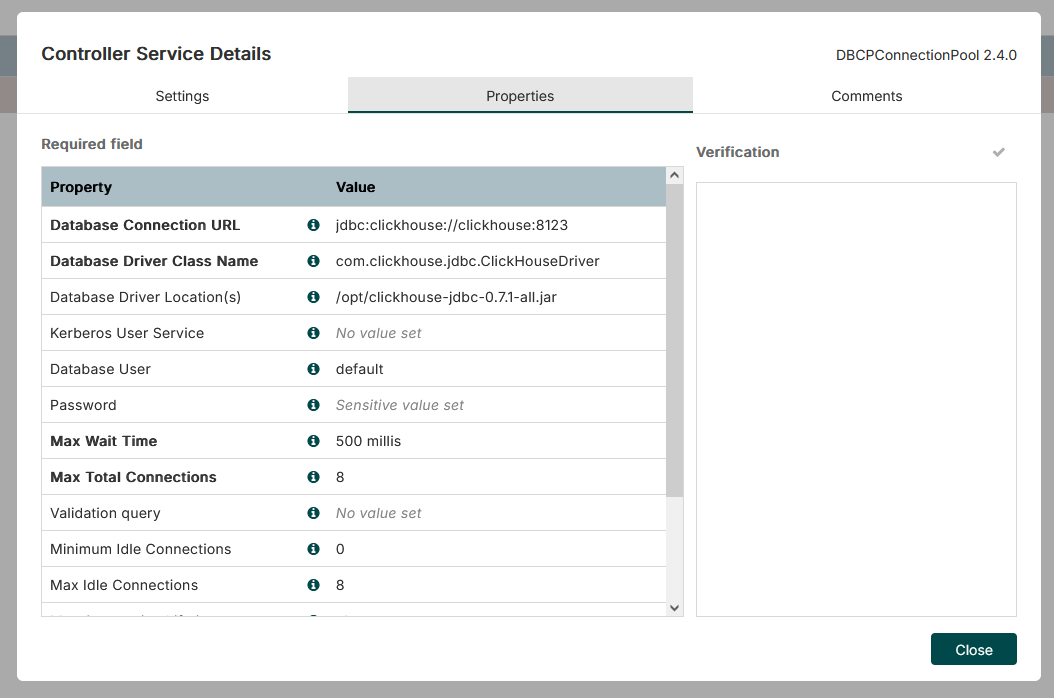 Controller Service Details
DBCPConnectionPool 2.4.0
Settings
Properties
Comments
Required field
Verification
Property Value
Database Connection URL jdbc:clickhouse://clickhouse:8123
Database Driver Class Name com.clickhouse.jdbc.ClickHouseDriver
Database Driver Location(s) /opt/clickhouse-jdbc-0.7.1-all.jar
Kerberos User Service No value set
Database User default
Password Sensitive value set
Max Wait Time 500 millis
Max Total Connections 8
Validation query No value set
Minimum Idle Connections 0
Max Idle Connections 8
Close